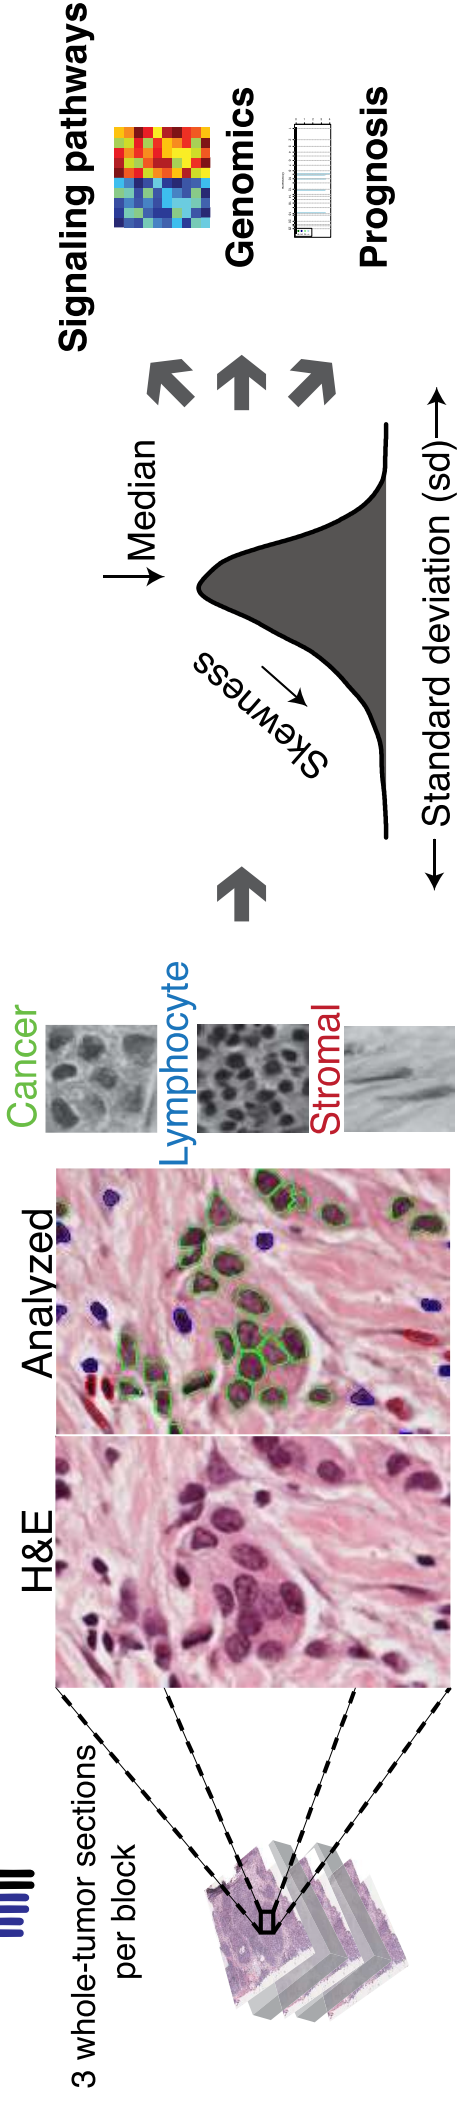 3 whole-tumor sections
per block
H&E
Analyzed
Cancer
Lymphocyte
Stromal
Median
Skewness
Standard deviation (sd)
Signaling pathways
Genomics
Prognosis